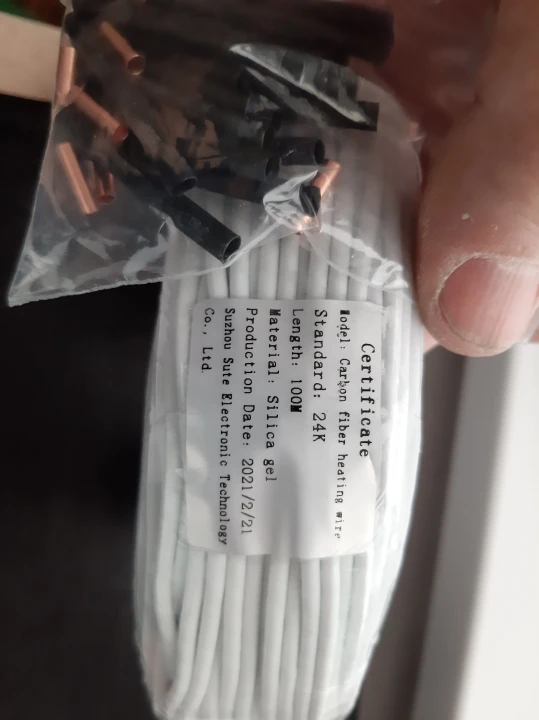 Certificate
Model: Carbon fiber heating wire
Standard: 24K
Length: 100M
Material: Silica gel
Production Date: 2021/2/21
Suzhou Sute Electronic Technology
Co., Ltd.